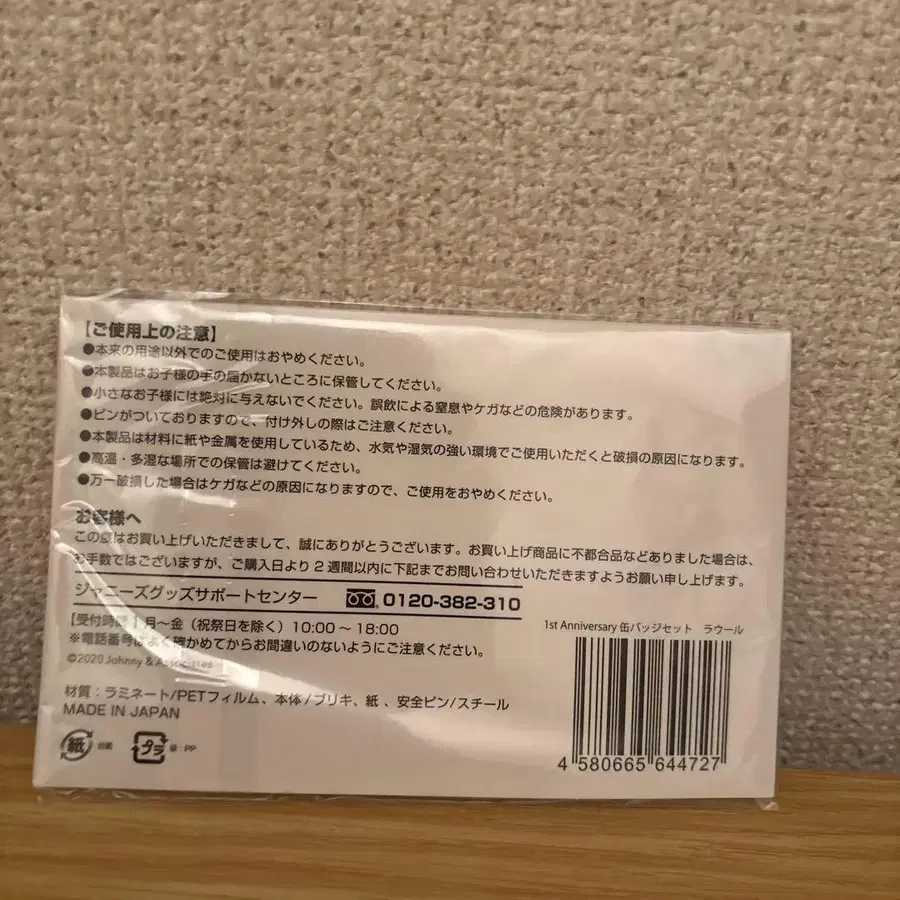 【ご使用上の注意】
●本来の用途以外でのご使用はおやめください。
●本製品はお子様の手の届かないところに保管してください。
●小さなお子様には絶対に与えないでください。誤飲による窒息やケガなどの危険があります。
●ピンがついておりますので、付け外しの際はご注意ください。
●本製品は材料に紙や金属を使用しているため、水気や湿気の強い環境でご使用いただくと破損の原因になります。
●高温・多湿な場所での保管は避けてください。
●万一破損した場合はケガなどの原因になりますので、ご使用をおやめください。
お客様へ
この度はお買い上げいただきまして、誠にありがとうございます。お買い上げ商品に不都合品などありました場合は、
お手数ではございますが、ご購入日より2週間以内に下記までお問い合わせいただきますようお願い申し上げます。
ジャニーズグッズサポートセンター 0120-382-310
【受付時間】月～金（祝祭日を除く）10:00～18:00
※電話番号はよく確かめてからお間違いのないようにご注意ください。
©2020 Johnny & Associates
1st Anniversary 缶バッジセット ラウール
材質：ラミネート/PETフィルム、本体/ブリキ、紙、安全ピン/スチール
MADE IN JAPAN
紙 台紙 プラ 袋：PP
4 580665 644727